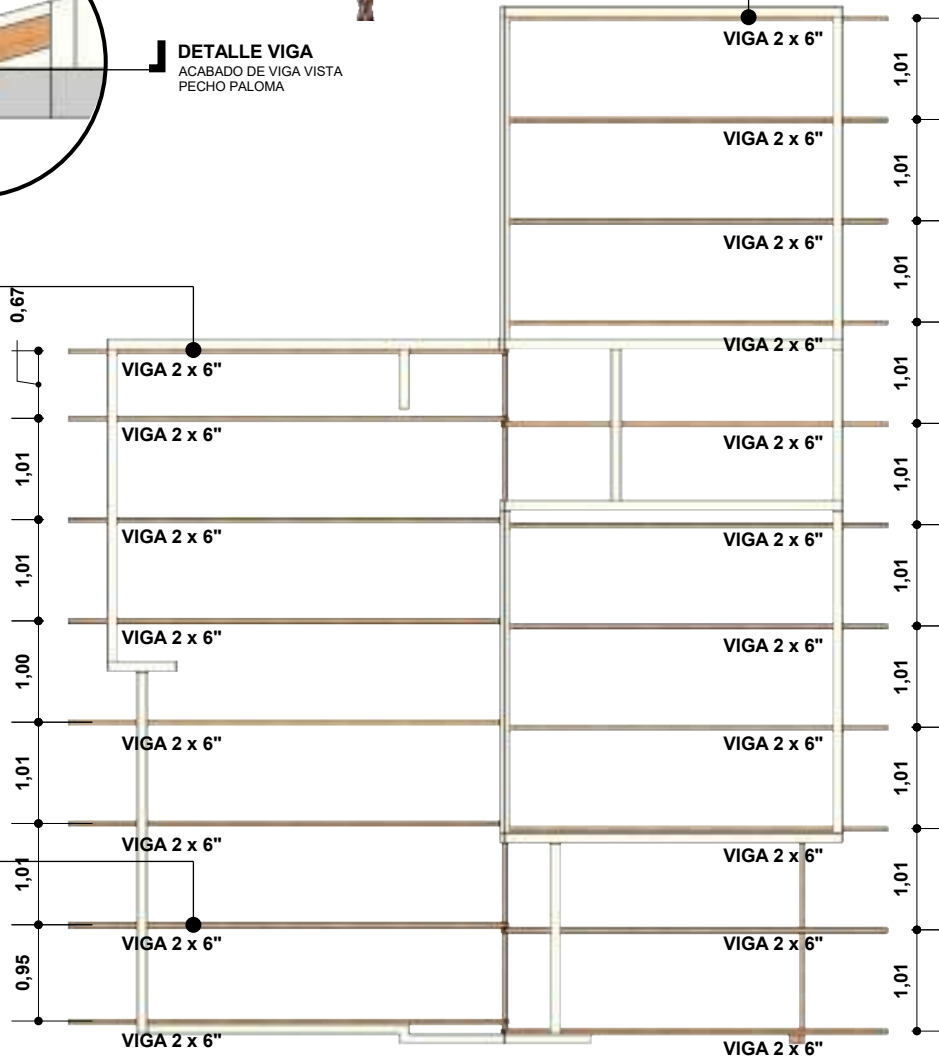 DETALLE VIGA
ACABADO DE VIGA VISTA
PECHO PALOMA
VIGA 2 x 6"
1,01
VIGA 2 x 6"
1,01
VIGA 2 x 6"
1,01
VIGA 2 x 6"
1,01
VIGA 2 x 6"
1,01
VIGA 2 x 6"
1,01
VIGA 2 x 6"
1,01
VIGA 2 x 6"
1,01
VIGA 2 x 6"
1,01
VIGA 2 x 6"
1,01
VIGA 2 x 6"
0,67
VIGA 2 x 6"
1,01
VIGA 2 x 6"
1,01
VIGA 2 x 6"
1,00
VIGA 2 x 6"
1,01
VIGA 2 x 6"
1,01
VIGA 2 x 6"
0,95
VIGA 2 x 6"
VIGA 2 x 6"